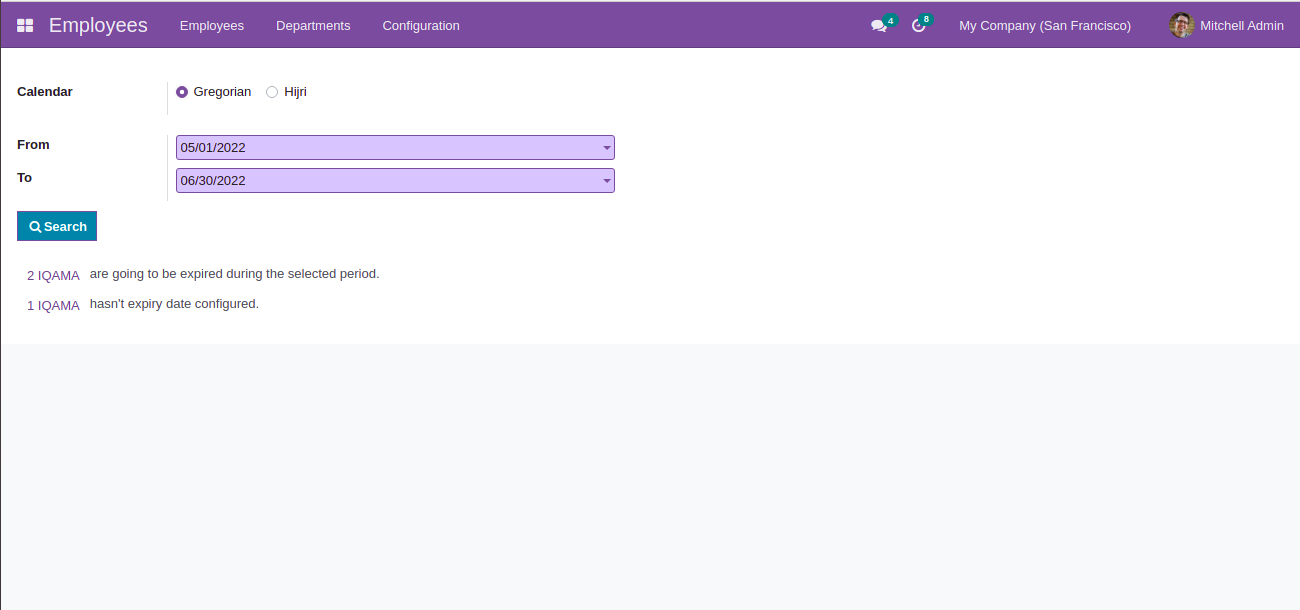 Employees Employees Departments Configuration 4 8 My Company (San Francisco) Mitchell Admin
Calendar Gregorian Hijri
From 05/01/2022
To 06/30/2022
Search
2 IQAMA are going to be expired during the selected period.
1 IQAMA hasn't expiry date configured.